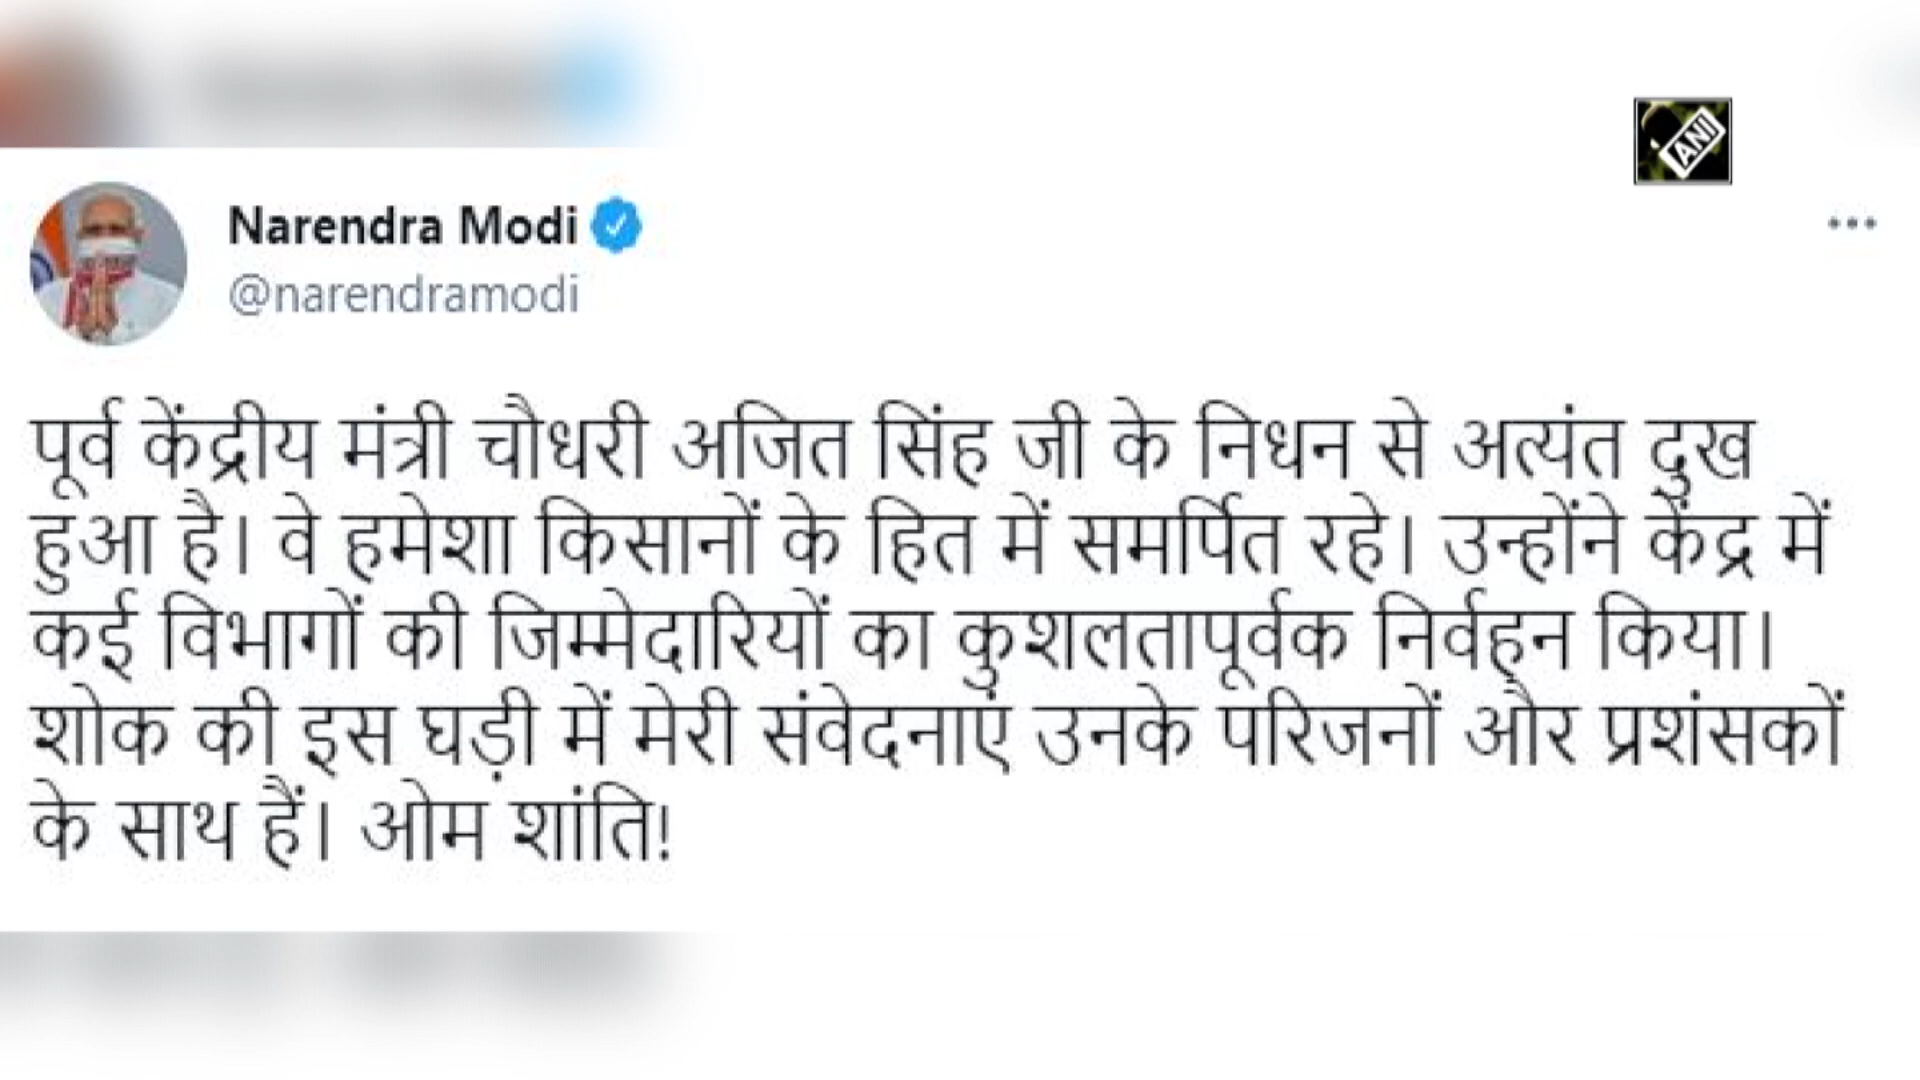 ANI
Narendra Modi
@narendramodi
पूर्व केंद्रीय मंत्री चौधरी अजित सिंह जी के निधन से अत्यंत दुख
हुआ है। वे हमेशा किसानों के हित में समर्पित रहे। उन्होंने केंद्र में
कई विभागों की जिम्मेदारियों का कुशलतापूर्वक निर्वहन किया।
शोक की इस घड़ी में मेरी संवेदनाएं उनके परिजनों और प्रशंसकों
के साथ हैं। ओम शांति!